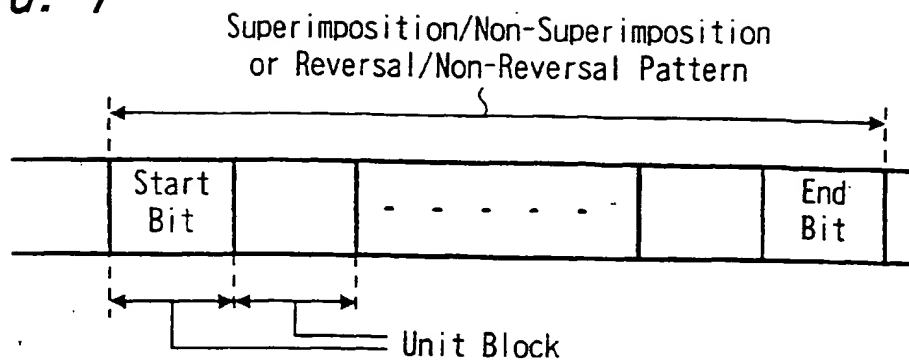 Superimposition/Non-Superimposition
or Reversal/Non-Reversal Pattern
Start
Bit
End
Bit
Unit Block